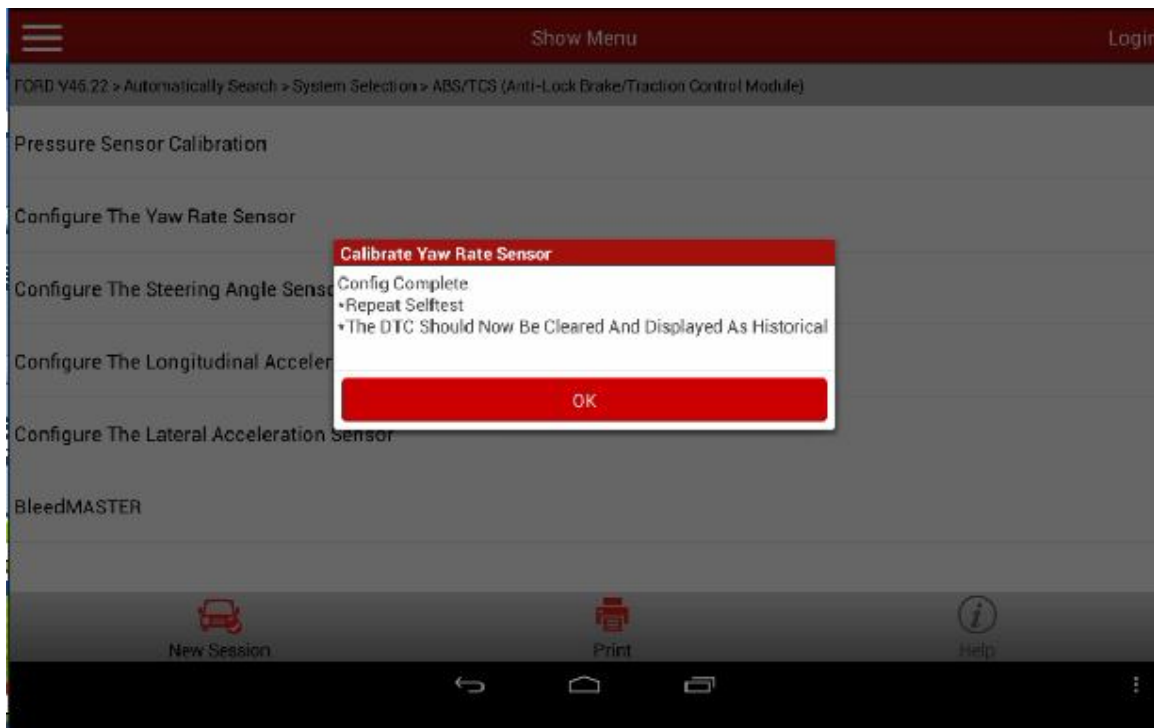 Show Menu
Login
FORD V46.22 > Automatically Search > System Selection > ABS/TCS (Anti-Lock Brake/Traction Control Module)
Pressure Sensor Calibration
Configure The Yaw Rate Sensor
Calibrate Yaw Rate Sensor
Config Complete
*Repeat Selftest
*The DTC Should Now Be Cleared And Displayed As Historical
OK
Configure The Steering Angle Senso
Configure The Longitudinal Acceler
Configure The Lateral Acceleration Sensor
BleedMASTER
New Session
Print
Help